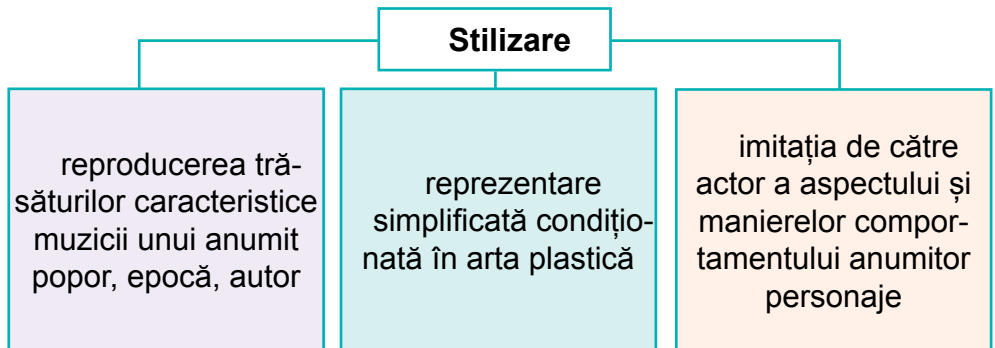 Stilizare
reproducerea tră-
săturilor caracteristice
muzicii unui anumit
popor, epocă, autor
reprezentare
simplificată condițio-
nată în arta plastică
imitația de către
actor a aspectului și
manierelor compor-
tamentului anumitor
personaje